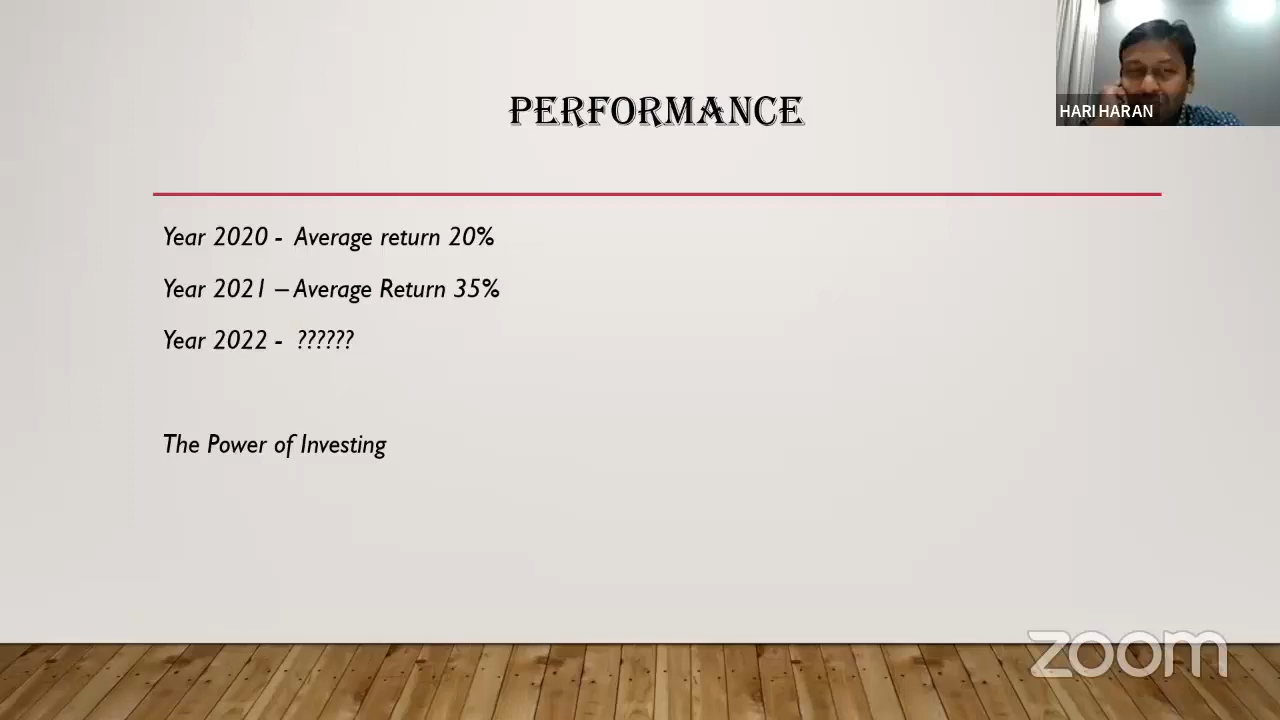 PERFORMANCE
HARI HARAN
Year 2020 - Average return 20%
Year 2021 – Average Return 35%
Year 2022 - ??????
The Power of Investing
zoom